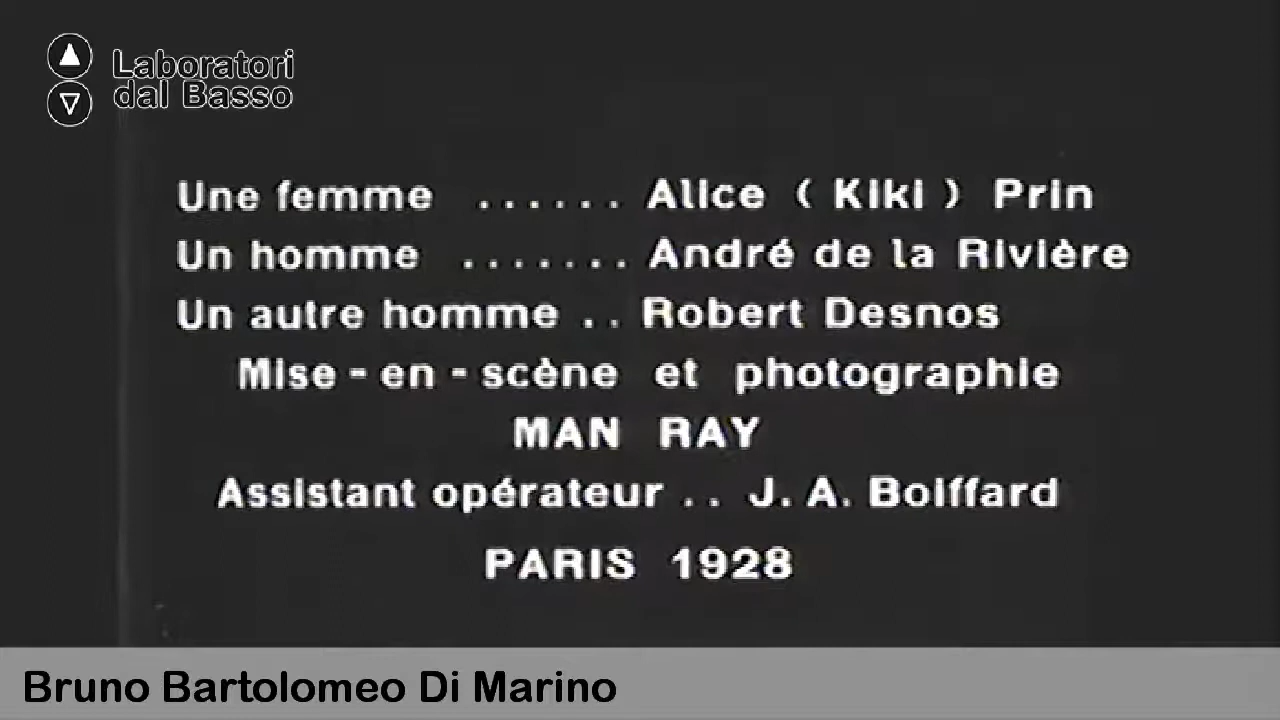 Laboratori
dal Basso
Une femme ...... Alice ( Kiki ) Prin
Un homme ....... André de la Rivière
Un autre homme .. Robert Desnos
Mise - en - scène et photographie
MAN RAY
Assistant opérateur .. J. A. Boiffard
PARIS 1928
Bruno Bartolomeo Di Marino